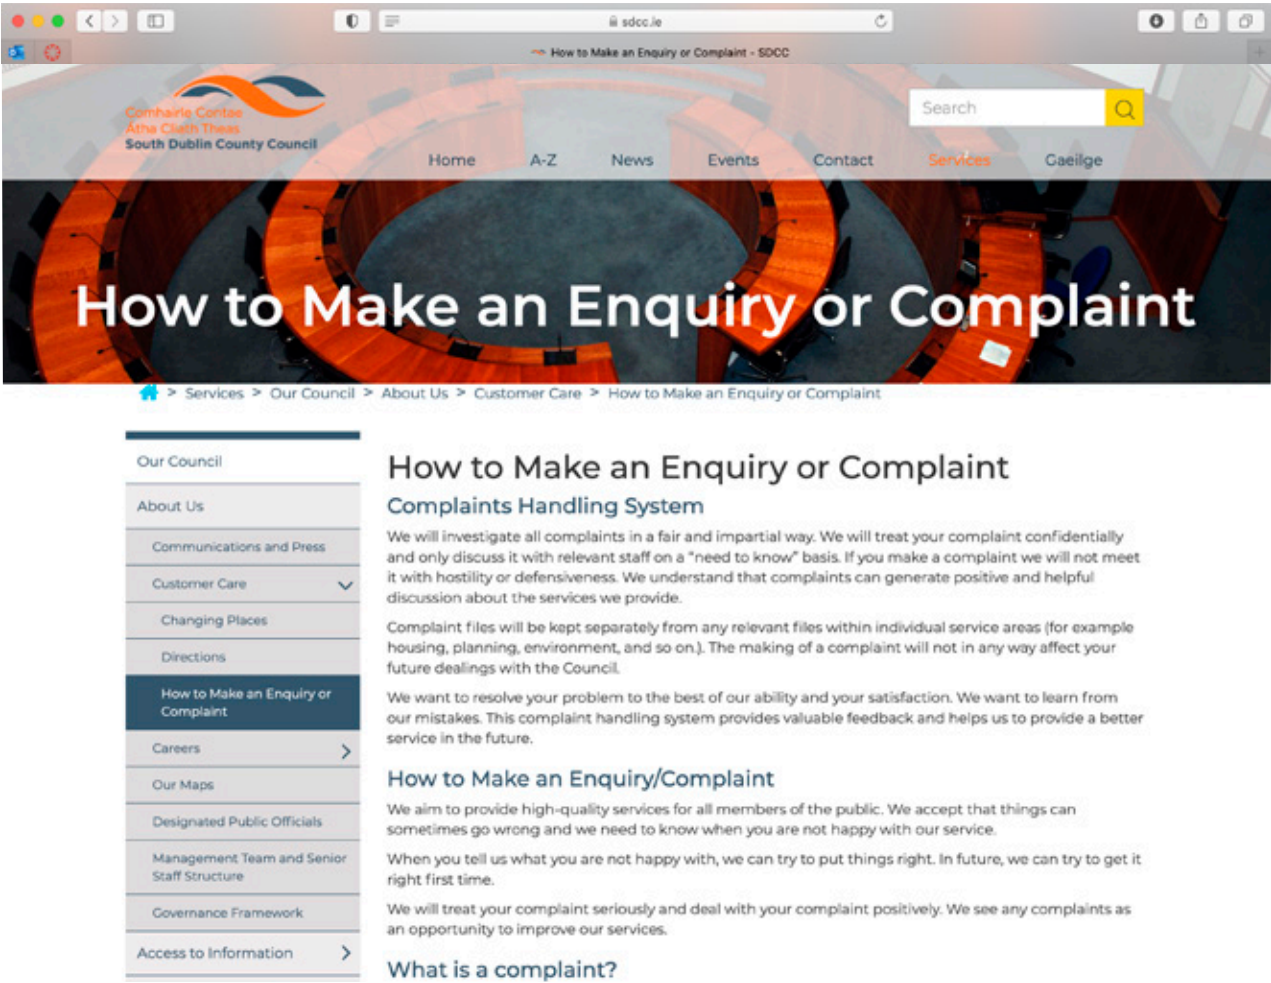 sdcc.ie
How to Make an Enquiry or Complaint - SDCC
Comhairle Contae
Átha Cliath Theas
South Dublin County Council
Search
Home A-Z News Events Contact Services Gaeilge
How to Make an Enquiry or Complaint
> Services > Our Council > About Us > Customer Care > How to Make an Enquiry or Complaint
Our Council
About Us
Communications and Press
Customer Care
Changing Places
Directions
How to Make an Enquiry or
Complaint
Careers
Our Maps
Designated Public Officials
Management Team and Senior
Staff Structure
Governance Framework
Access to Information
How to Make an Enquiry or Complaint
Complaints Handling System
We will investigate all complaints in a fair and impartial way. We will treat your complaint confidentially
and only discuss it with relevant staff on a “need to know” basis. If you make a complaint we will not meet
it with hostility or defensiveness. We understand that complaints can generate positive and helpful
discussion about the services we provide.
Complaint files will be kept separately from any relevant files within individual service areas (for example
housing, planning, environment, and so on.). The making of a complaint will not in any way affect your
future dealings with the Council.
We want to resolve your problem to the best of our ability and your satisfaction. We want to learn from
our mistakes. This complaint handling system provides valuable feedback and helps us to provide a better
service in the future.
How to Make an Enquiry/Complaint
We aim to provide high-quality services for all members of the public. We accept that things can
sometimes go wrong and we need to know when you are not happy with our service.
When you tell us what you are not happy with, we can try to put things right. In future, we can try to get it
right first time.
We will treat your complaint seriously and deal with your complaint positively. We see any complaints as
an opportunity to improve our services.
What is a complaint?